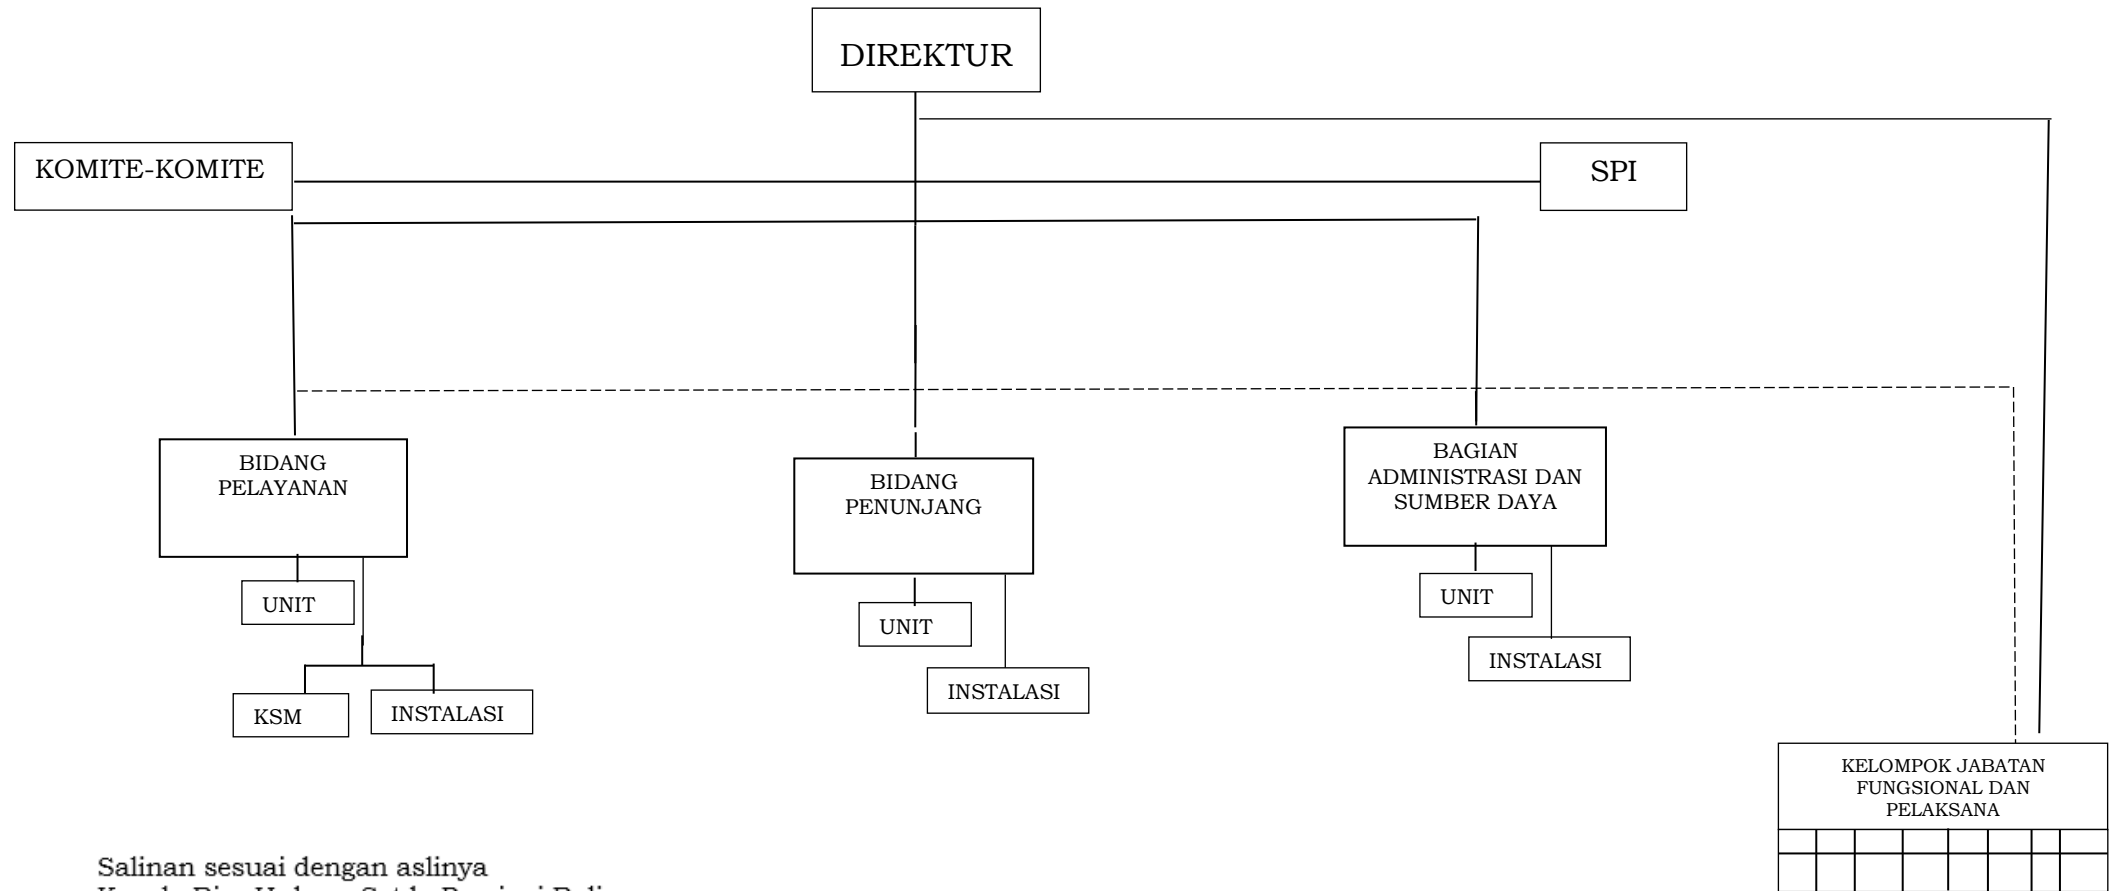 DIREKTUR
KOMITE-KOMITE
SPI
BIDANG
PELAYANAN
BIDANG
PENUNJANG
BAGIAN
ADMINISTRASI DAN
SUMBER DAYA
UNIT
UNIT
UNIT
KSM
INSTALASI
INSTALASI
INSTALASI
KELOMPOK JABATAN
FUNGSIONAL DAN
PELAKSANA
Salinan sesuai dengan aslinya